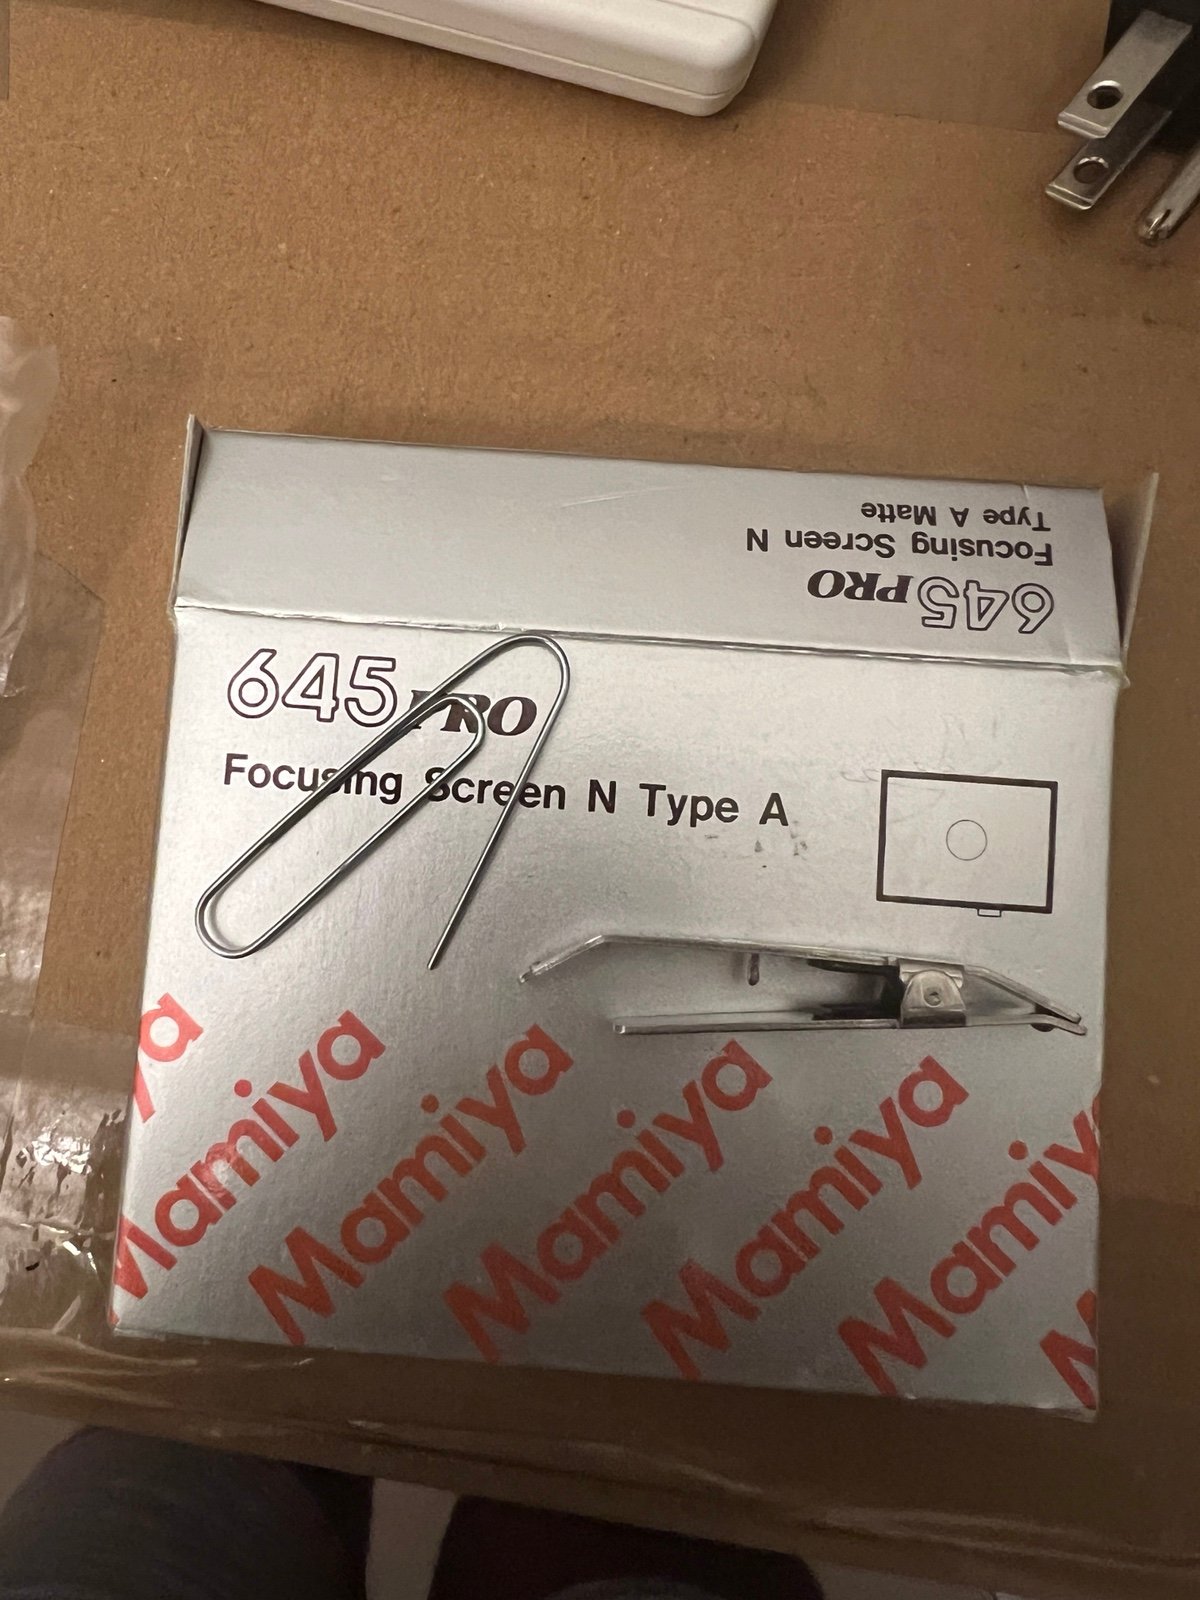 645 PRO
Focusing Screen N
Type A Matte
645 PRO
Focusing Screen N Type A
Mamiya
Mamiya
Mamiya
Mamiya
Mamiya